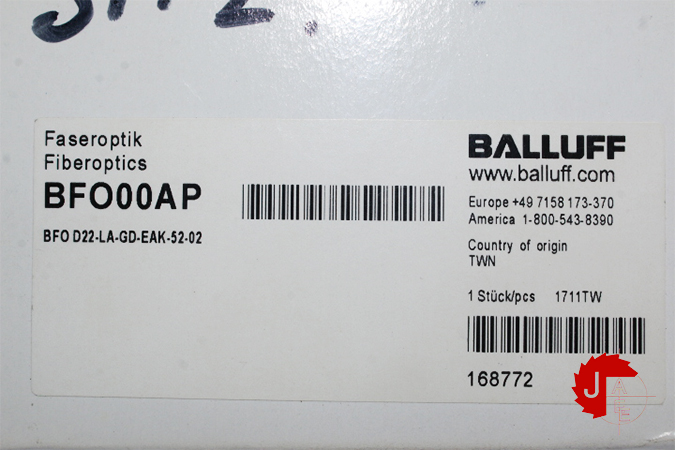 Faseroptik
Fiberoptics
BFO00AP
BFO D22-LA-GD-EAK-52-02
BALLUFF
www.balluff.com
Europe +49 7158 173-370
America 1-800-543-8390
Country of origin
TWN
1 Stück/pcs 1711TW
168772
J